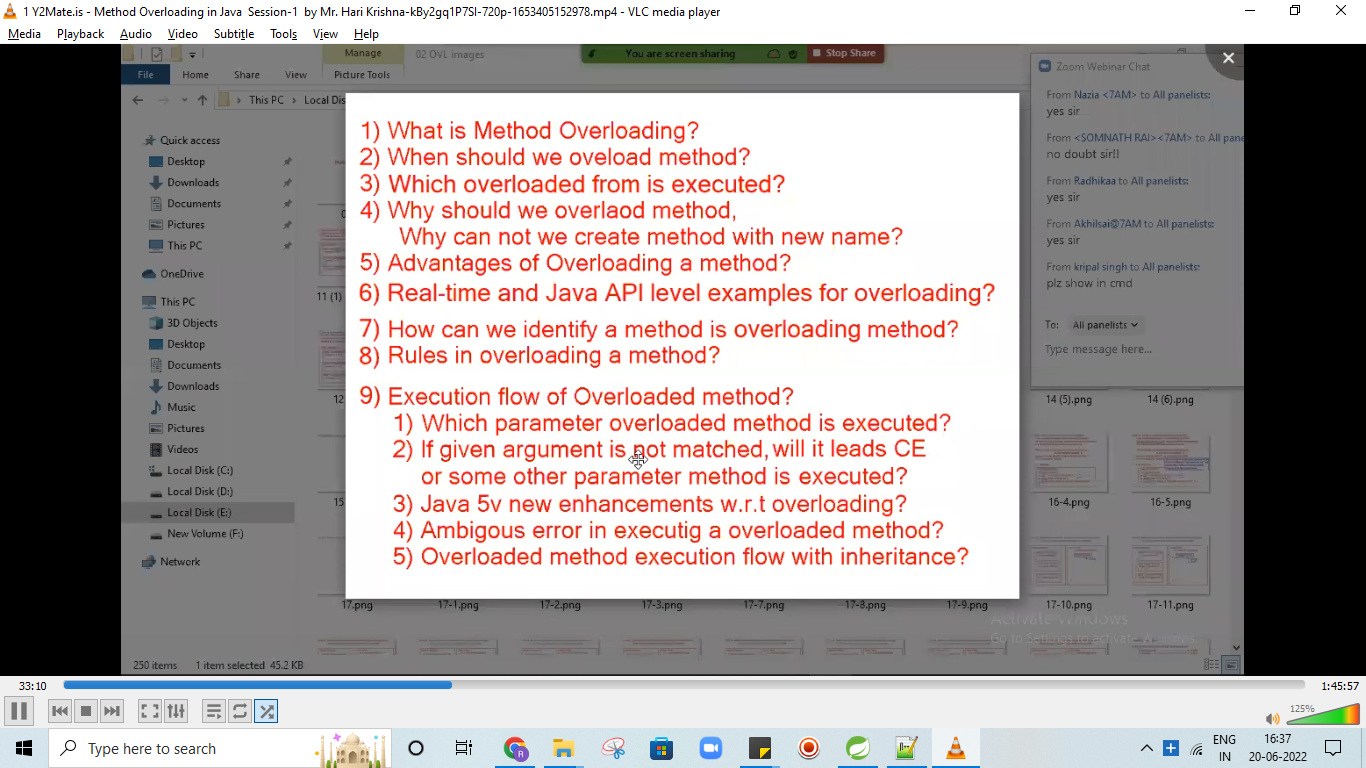 1 Y2Mate.is - Method Overloading in Java Session-1 by Mr. Hari Krishna-kBy2gq1P7SI-720p-1653405152978.mp4 - VLC media player
Media Playback Audio Video Subtitle Tools View Help
Manage 02 OVL images
You are screen sharing Stop Share
File Home Share View Picture Tools
This PC Local Dis
Quick access
Desktop
Downloads
Documents
Pictures
This PC
OneDrive
This PC
3D Objects
Desktop
Documents
Downloads
Music
Pictures
Videos
Local Disk (C:)
Local Disk (D:)
Local Disk (E:)
New Volume (F:)
Network
1) What is Method Overloading?
2) When should we oveload method?
3) Which overloaded from is executed?
4) Why should we overlaod method,
Why can not we create method with new name?
5) Advantages of Overloading a method?
6) Real-time and Java API level examples for overloading?
7) How can we identify a method is overloading method?
8) Rules in overloading a method?
9) Execution flow of Overloaded method?
1) Which parameter overloaded method is executed?
2) If given argument is not matched, will it leads CE
or some other parameter method is executed?
3) Java 5v new enhancements w.r.t overloading?
4) Ambigous error in executig a overloaded method?
5) Overloaded method execution flow with inheritance?
Zoom Webinar Chat
From Nazia <7AM> to All panelists:
yes sir
From <SOMNATH RAI><7AM> to All pane
no doubt sir!!
From Radhikaa to All panelists:
yes sir
From Akhilsai@7AM to All panelists:
yes sir
From kripal singh to All panelists:
plz show in cmd
To: All panelists
Type message here...
11 (1)
12
14 (5).png 14 (6).png
15
16-4.png 16-5.png
17.png 17-1.png 17-2.png 17-3.png 17-7.png 17-8.png 17-9.png 17-10.png 17-11.png
Activate Windows
Go to Settings to activate Windows.
250 items 1 item selected 45.2 KB
33:10 1:45:57
125%
Type here to search
ENG
IN
16:37
20-06-2022